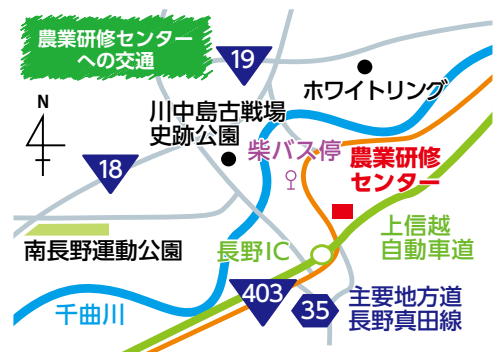 農業研修センター
への交通
19
ホワイトリング
N
川中島古戦場
史跡公園
柴バス停
農業研修
センター
18
上信越
自動車道
南長野運動公園
長野IC
403
35
主要地方道
長野真田線
千曲川